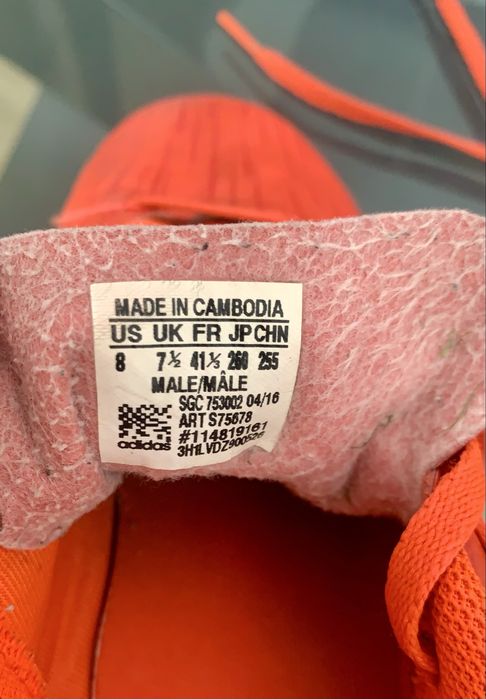 MADE IN CAMBODIA
US UK FR JP CHN
8 7½ 41⅓ 260 255
MALE/MÂLE
SGC 753002 04/16
ART S75678
#114819161
adidas 3H1LVDZ900526